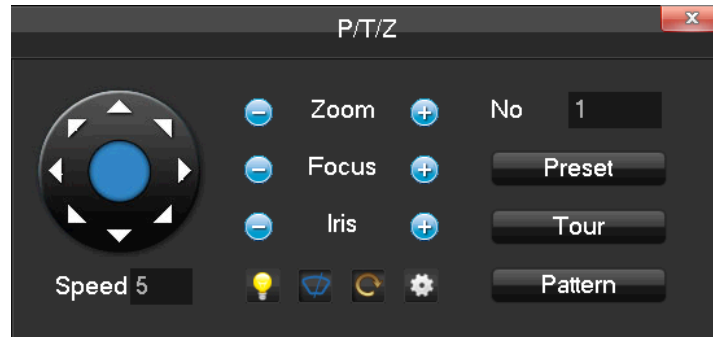 P/T/Z
x
Zoom
No 1
Focus
Preset
Iris
Tour
Speed 5
Pattern